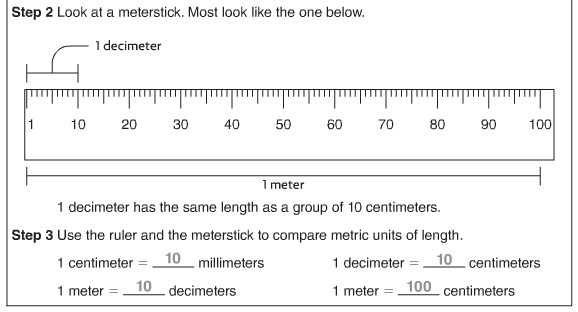 Step 2 Look at a meterstick. Most look like the one below.
1 decimeter
1 10 20 30 40 50 60 70 80 90 100
1 meter
1 decimeter has the same length as a group of 10 centimeters.
Step 3 Use the ruler and the meterstick to compare metric units of length.
1 centimeter = 10 millimeters 1 decimeter = 10 centimeters
1 meter = 10 decimeters 1 meter = 100 centimeters